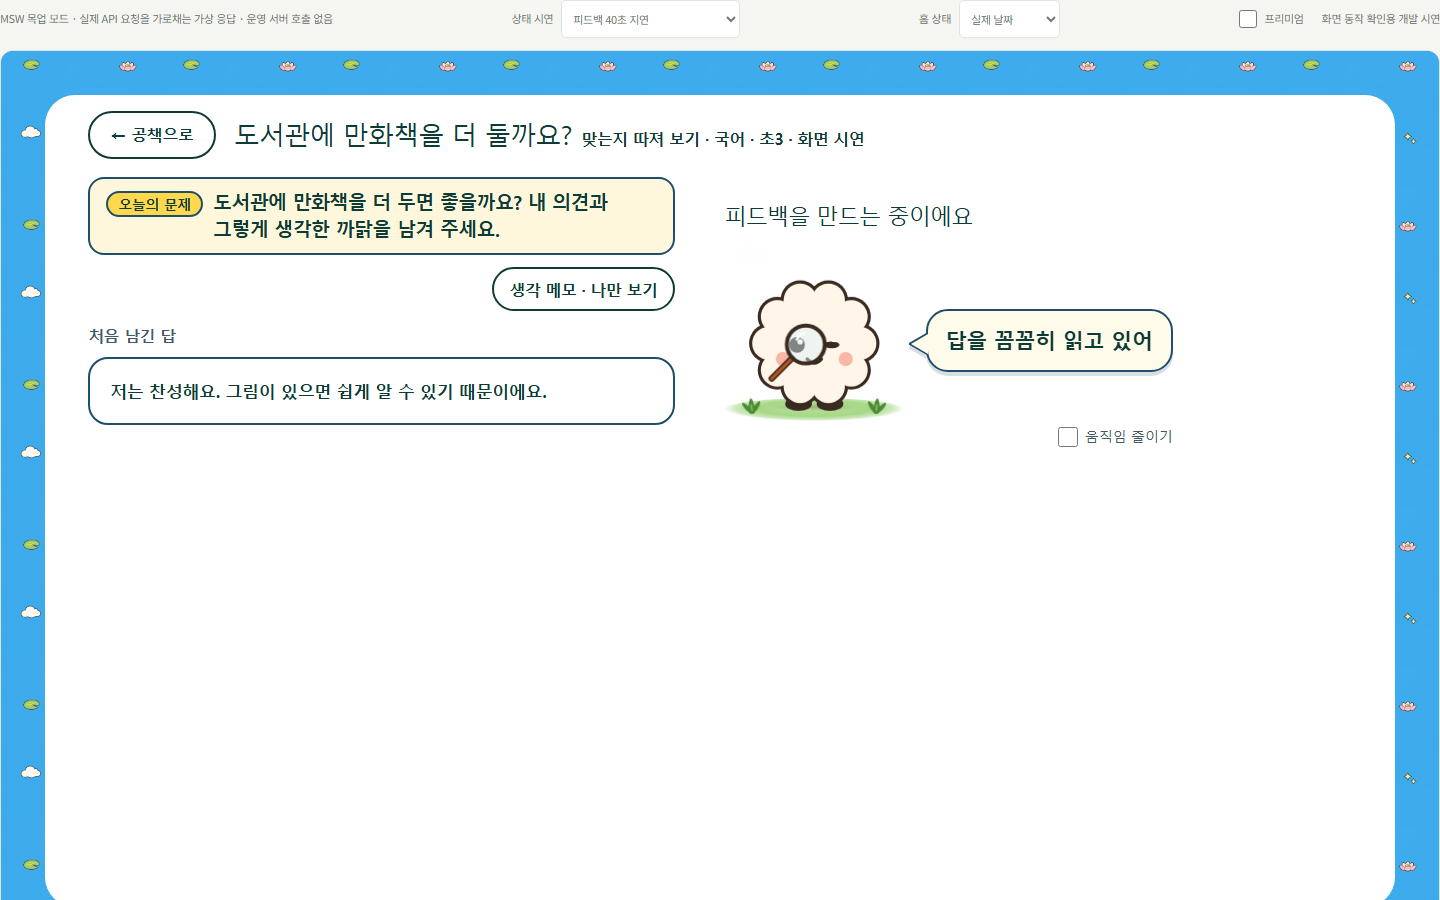 MSW 목업 모드 · 실제 API 요청을 가로채는 가상 응답 · 운영 서버 호출 없음
상태 시연
피드백 40초 지연
홈 상태
실제 날짜
프리미엄
화면 동작 확인용 개발 시연
← 공책으로
도서관에 만화책을 더 둘까요?
맞는지 따져 보기 · 국어 · 초3 · 화면 시연
오늘의 문제
도서관에 만화책을 더 두면 좋을까요? 내 의견과
그렇게 생각한 까닭을 남겨 주세요.
생각 메모 · 나만 보기
처음 남긴 답
저는 찬성해요. 그림이 있으면 쉽게 알 수 있기 때문이에요.
피드백을 만드는 중이에요
답을 꼼꼼히 읽고 있어
움직임 줄이기